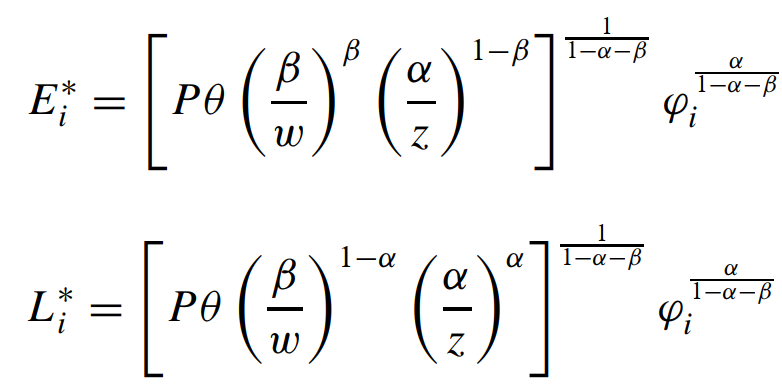 $E_i^* = \left[ P\theta \left( \frac{\beta}{w} \right)^{\beta} \left( \frac{\alpha}{z} \right)^{1-\beta} \right]^{\frac{1}{1-\alpha-\beta}} \varphi_i^{\frac{\alpha}{1-\alpha-\beta}}$
$L_i^* = \left[ P\theta \left( \frac{\beta}{w} \right)^{1-\alpha} \left( \frac{\alpha}{z} \right)^{\alpha} \right]^{\frac{1}{1-\alpha-\beta}} \varphi_i^{\frac{\alpha}{1-\alpha-\beta}}$